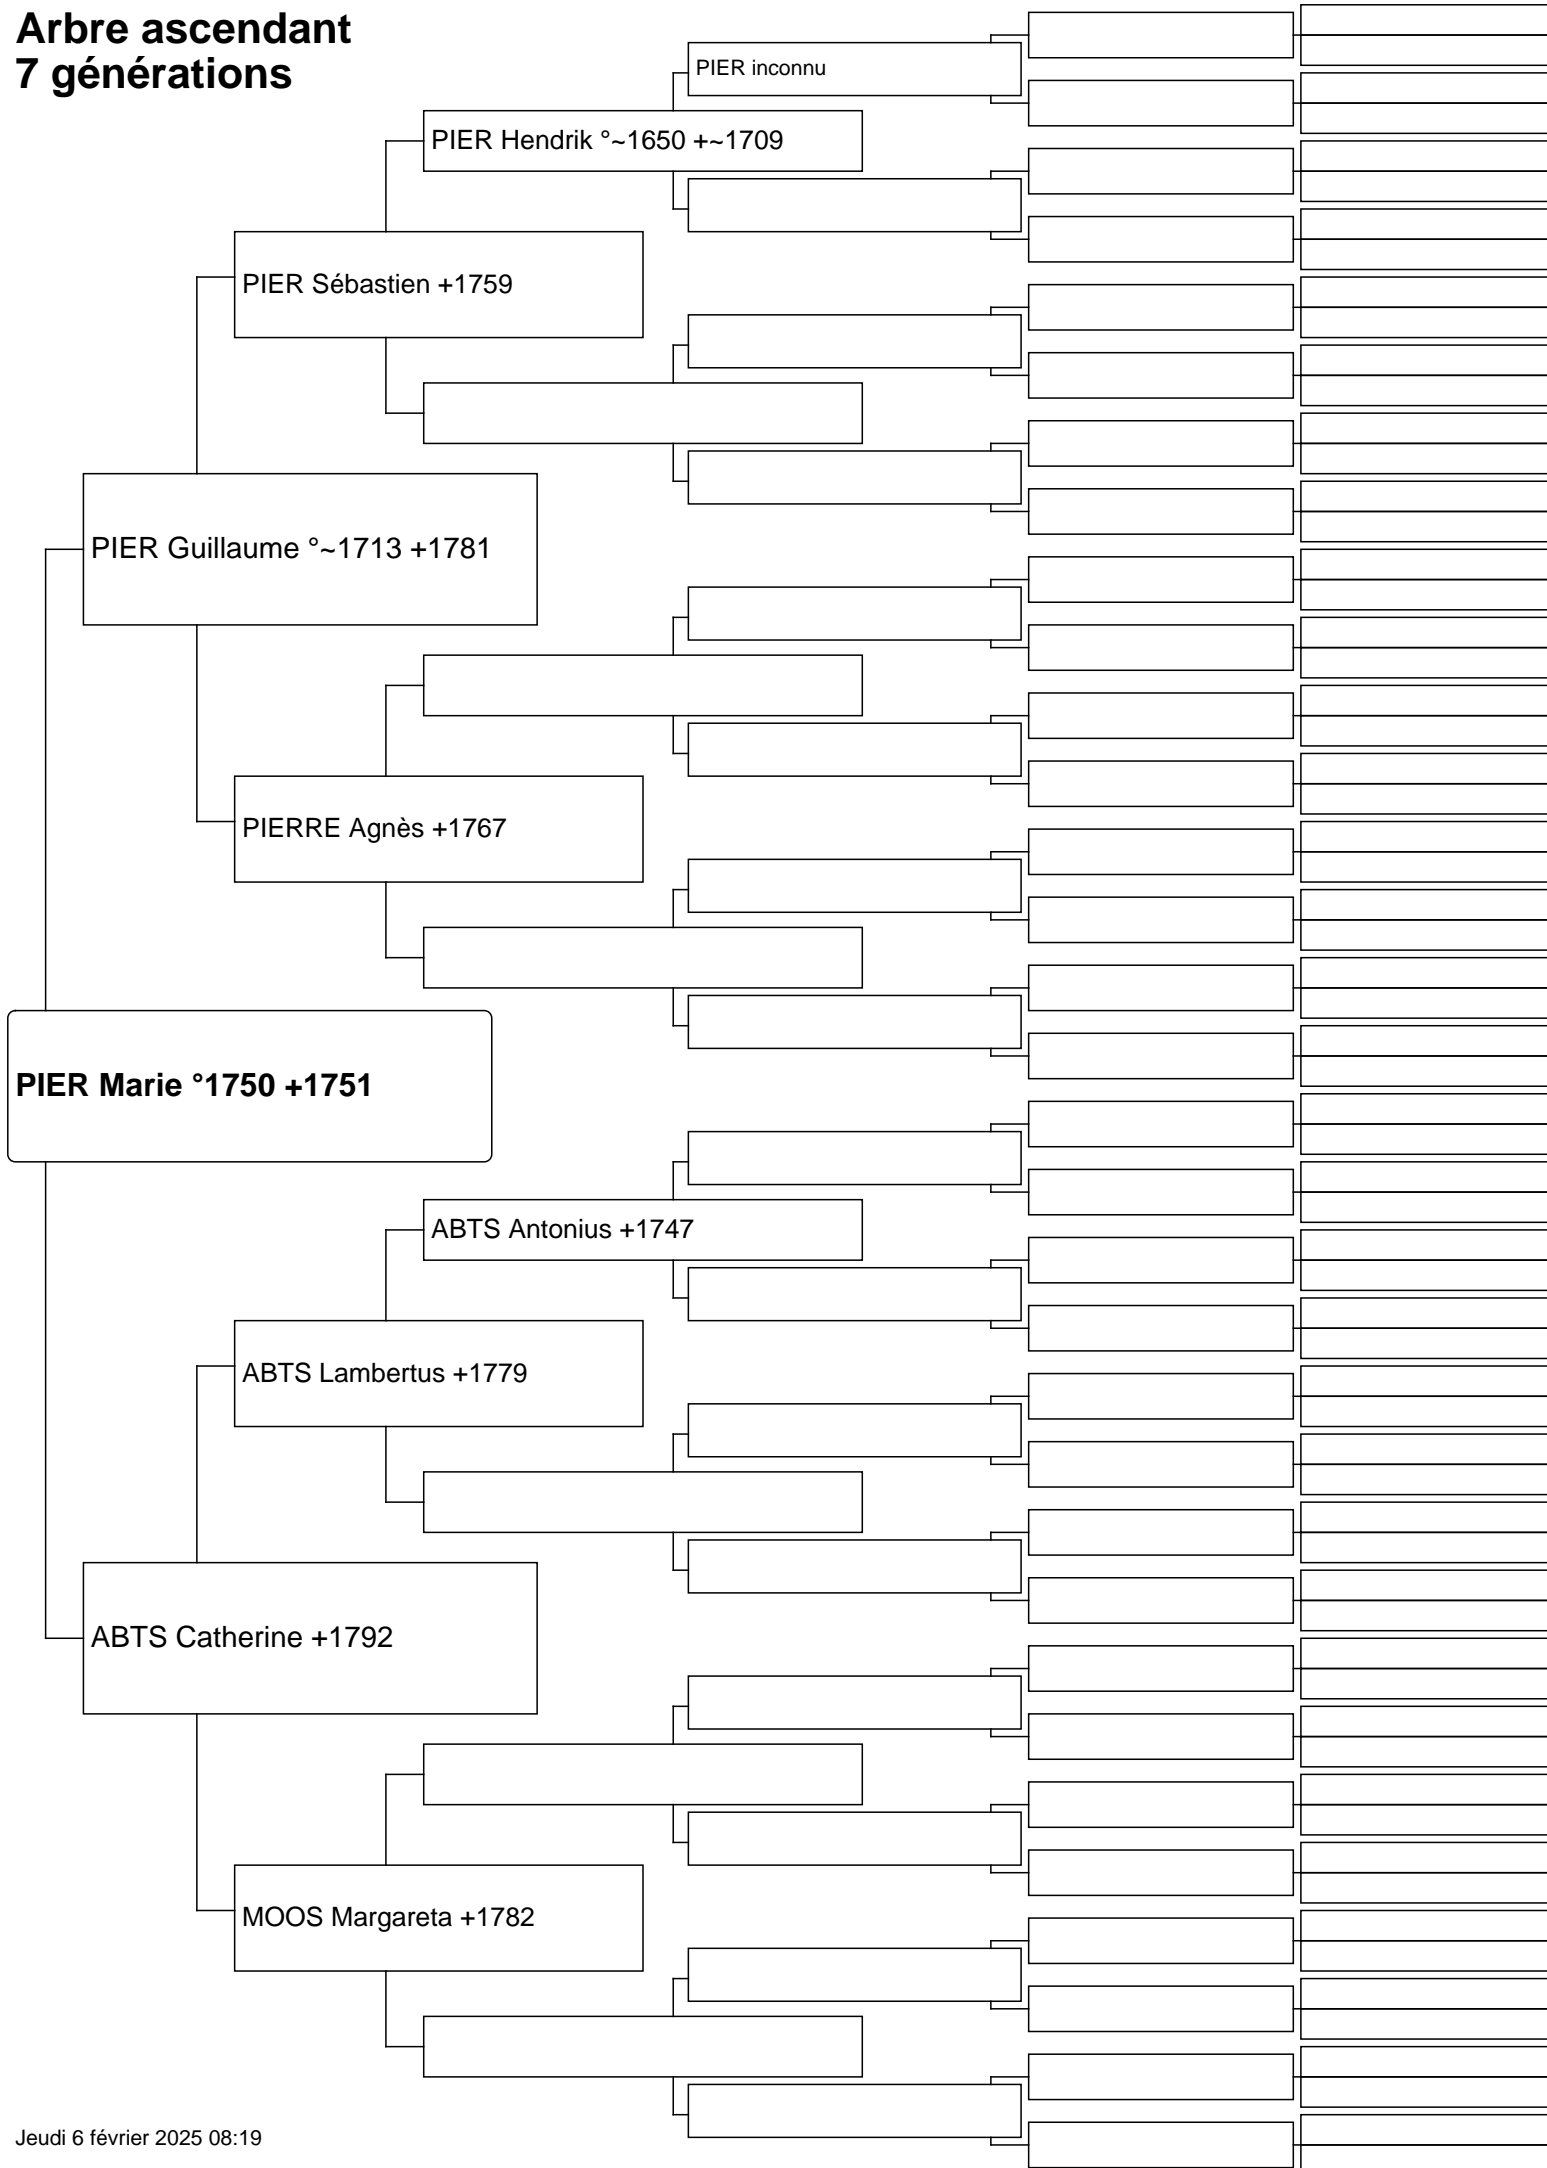 Arbre ascendant
7 générations
PIER inconnu
PIER Hendrik °~1650 +~1709
PIER Sébastien +1759
PIER Guillaume °~1713 +1781
PIERRE Agnès +1767
PIER Marie °1750 +1751
ABTS Antonius +1747
ABTS Lambertus +1779
ABTS Catherine +1792
MOOS Margareta +1782
Jeudi 6 février 2025 08:19